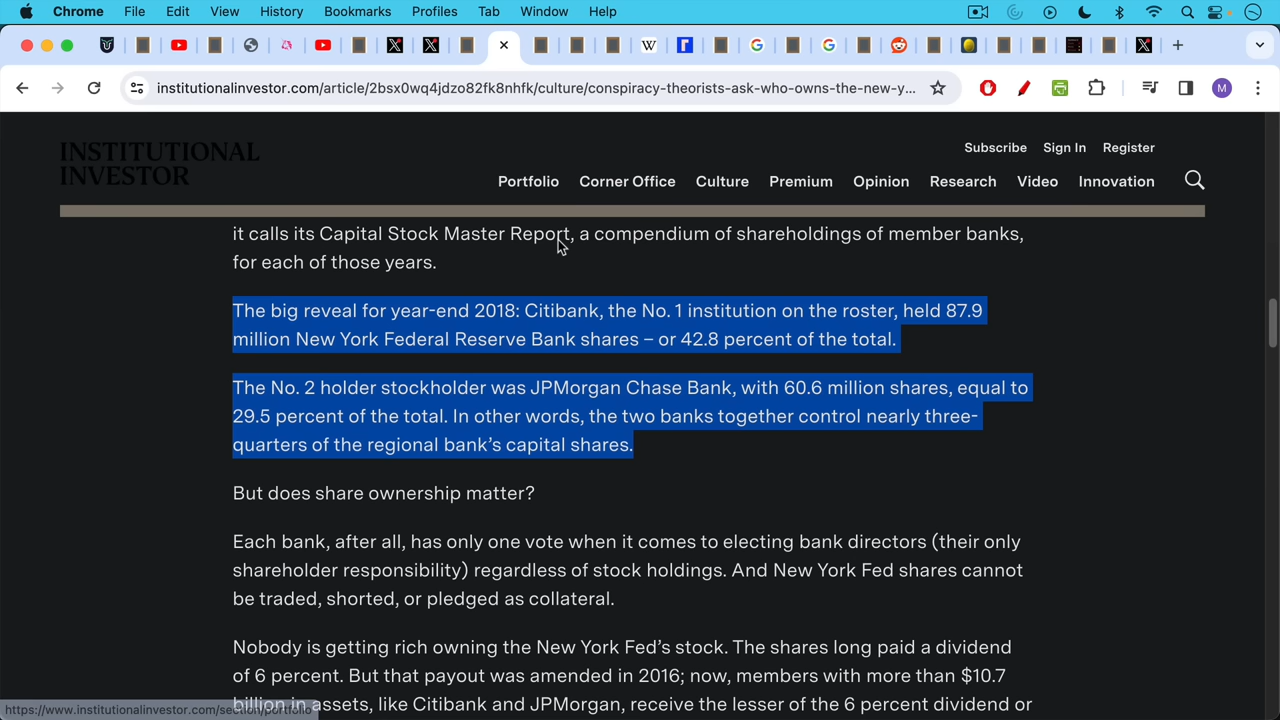 Chrome File Edit View History Bookmarks Profiles Tab Window Help
institutionalinvestor.com/article/2bsx0wq4jdzo82fk8nhfk/culture/conspiracy-theorists-ask-who-owns-the-new-y...
M
INSTITUTIONAL
INVESTOR
Subscribe Sign In Register
Portfolio Corner Office Culture Premium Opinion Research Video Innovation
it calls its Capital Stock Master Report, a compendium of shareholdings of member banks,
for each of those years.
The big reveal for year-end 2018: Citibank, the No. 1 institution on the roster, held 87.9
million New York Federal Reserve Bank shares – or 42.8 percent of the total.
The No. 2 holder stockholder was JPMorgan Chase Bank, with 60.6 million shares, equal to
29.5 percent of the total. In other words, the two banks together control nearly three-
quarters of the regional bank's capital shares.
But does share ownership matter?
Each bank, after all, has only one vote when it comes to electing bank directors (their only
shareholder responsibility) regardless of stock holdings. And New York Fed shares cannot
be traded, shorted, or pledged as collateral.
Nobody is getting rich owning the New York Fed's stock. The shares long paid a dividend
of 6 percent. But that payout was amended in 2016; now, members with more than $10.7
billion in assets, like Citibank and JPMorgan, receive the lesser of the 6 percent dividend or
https://www.institutionalinvestor.com/section/portfolio